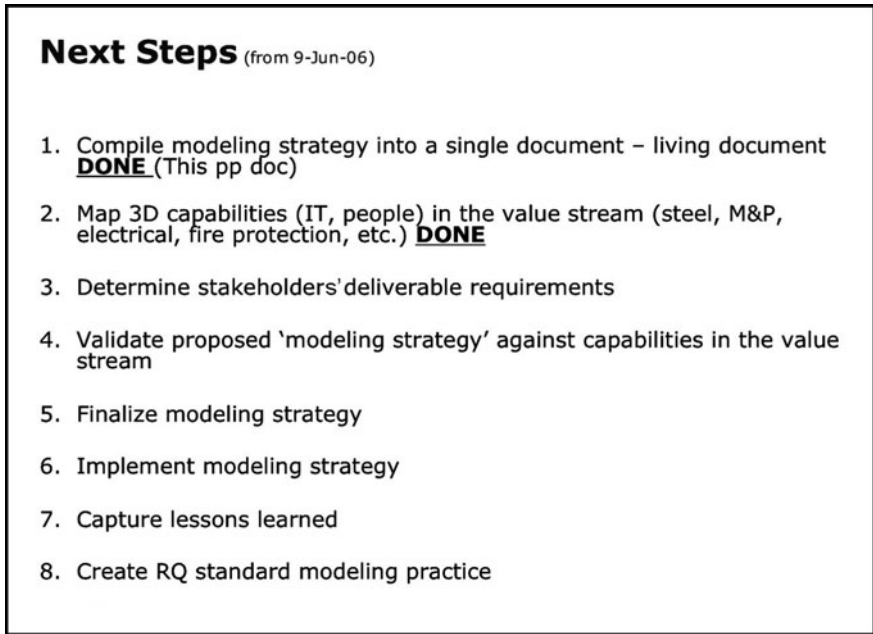 Next Steps (from 9-Jun-06)
1. Compile modeling strategy into a single document – living document
DONE (This pp doc)
2. Map 3D capabilities (IT, people) in the value stream (steel, M&P,
electrical, fire protection, etc.) DONE
3. Determine stakeholders' deliverable requirements
4. Validate proposed ‘modeling strategy’ against capabilities in the value
stream
5. Finalize modeling strategy
6. Implement modeling strategy
7. Capture lessons learned
8. Create RQ standard modeling practice